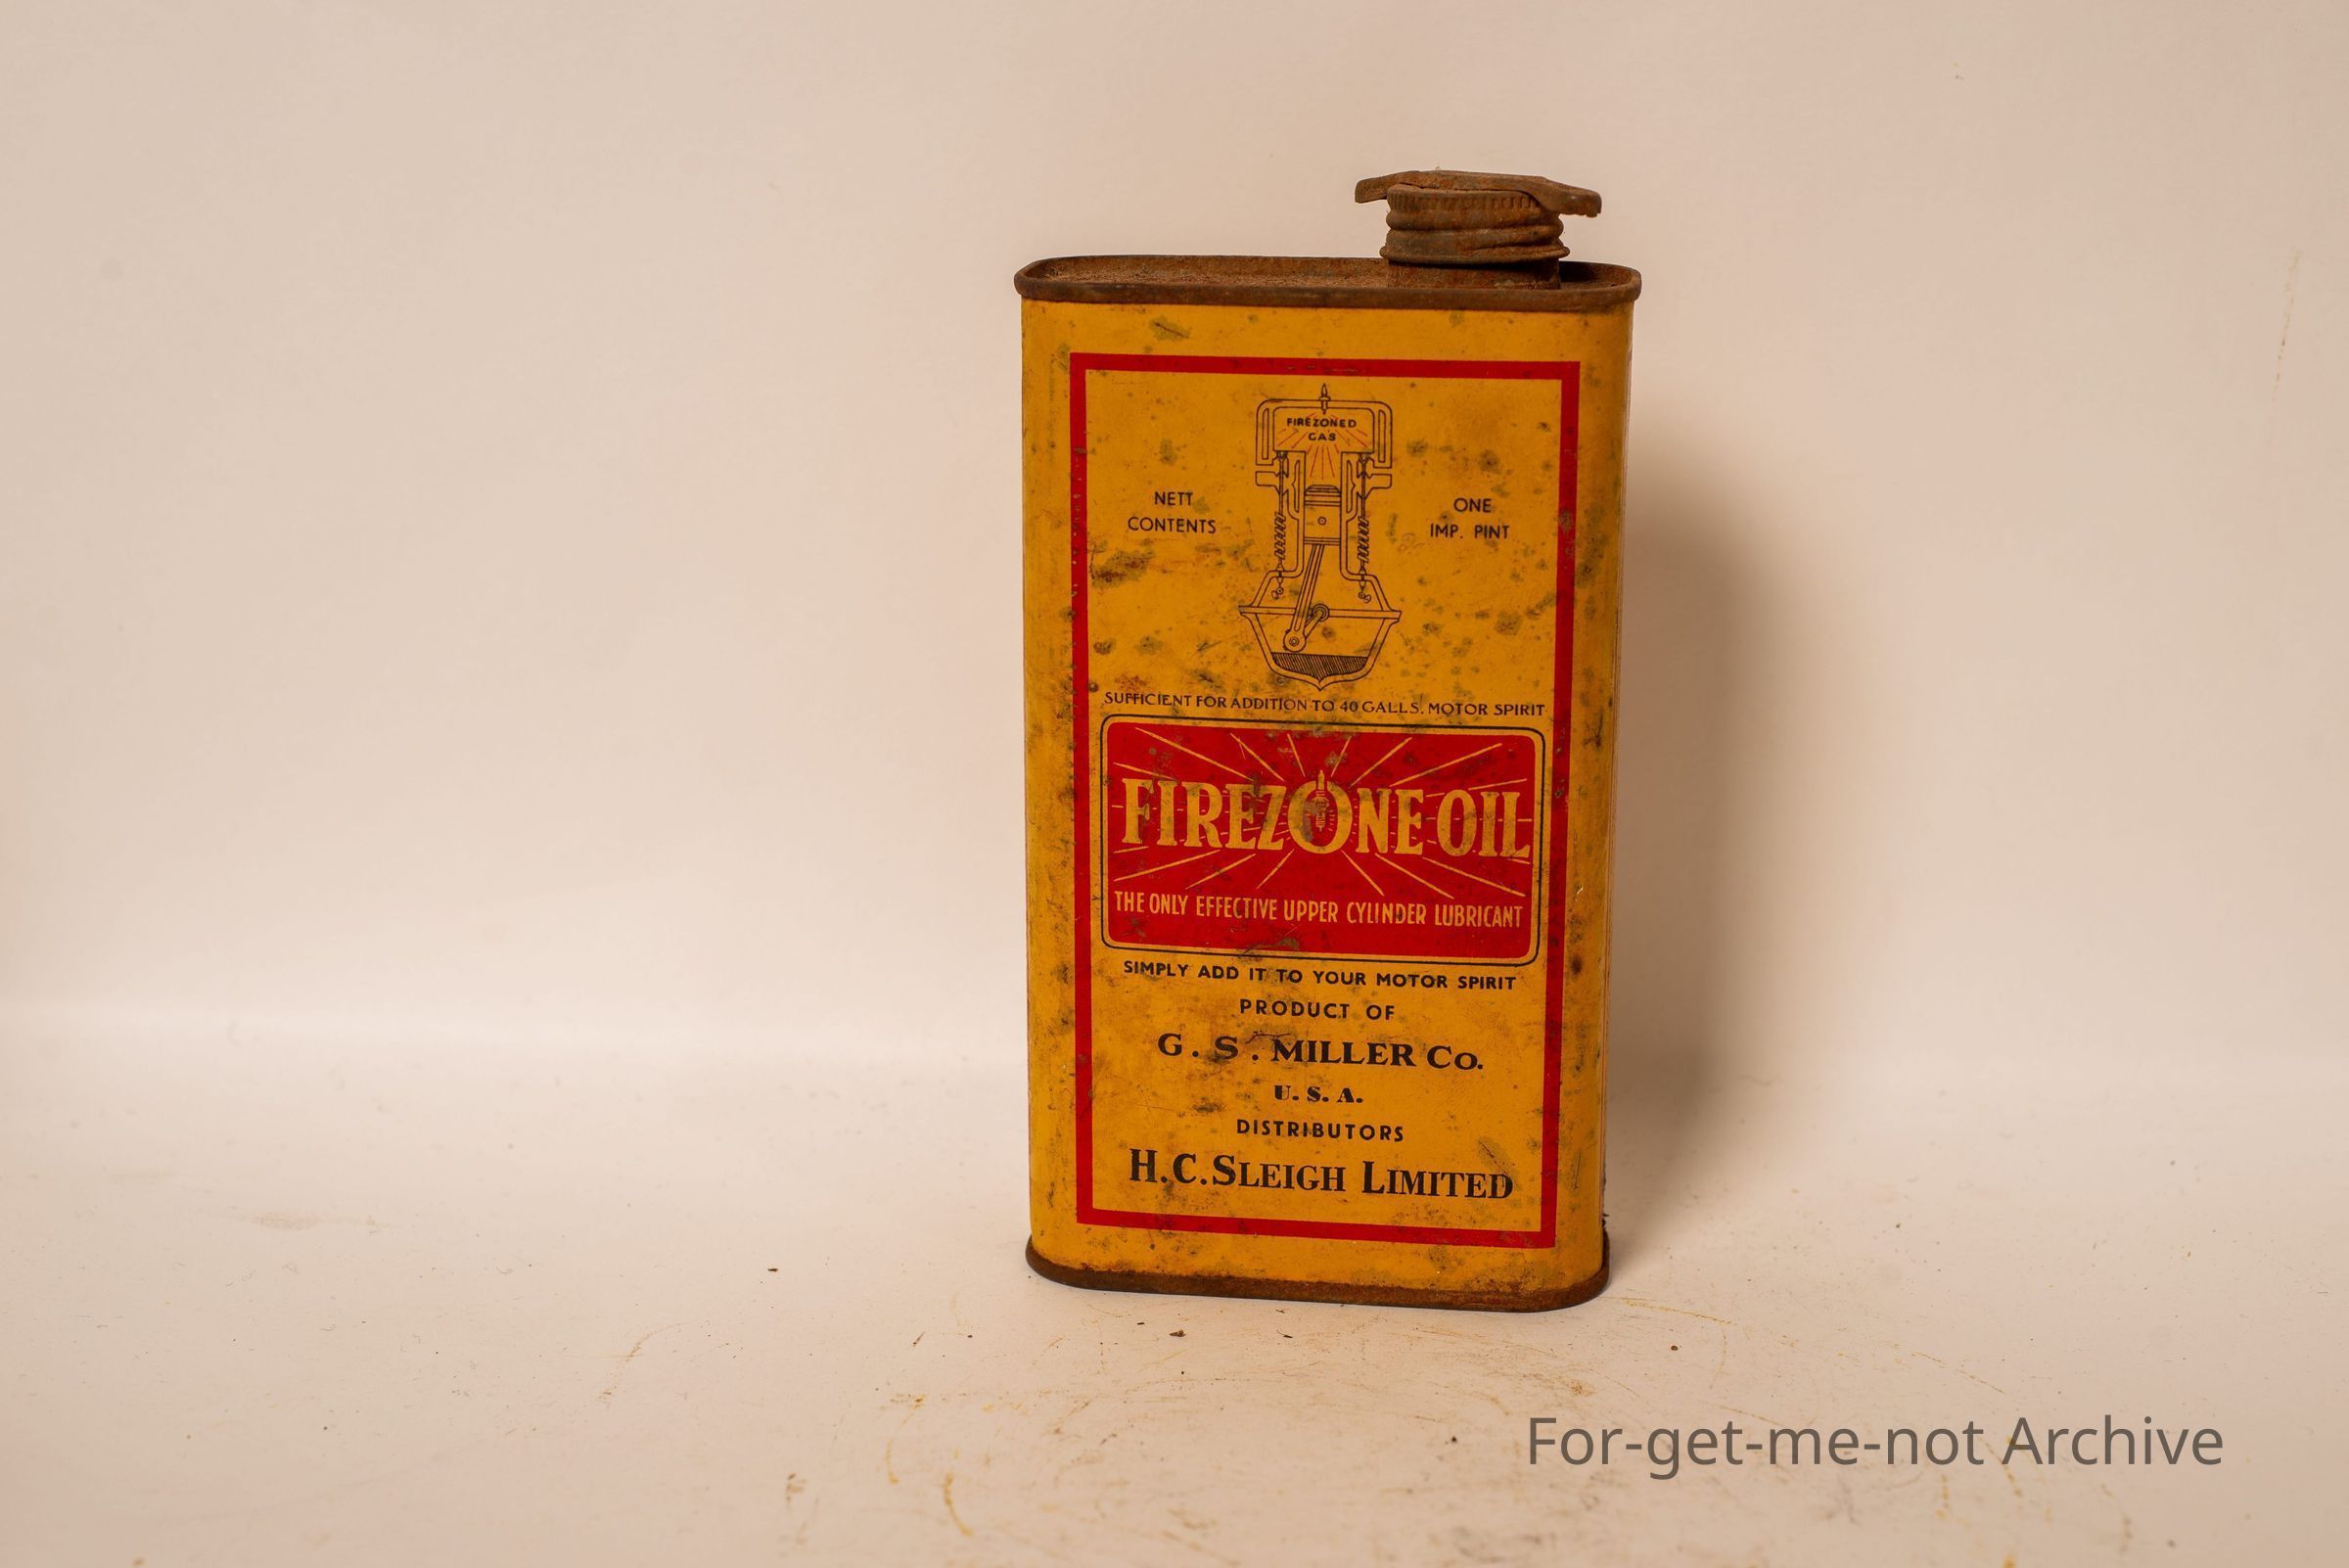 FIREZONED
GAS
NETT
CONTENTS
ONE
IMP. PINT
SUFFICIENT FOR ADDITION TO 40 GALLS. MOTOR SPIRIT
FIREZONE OIL
THE ONLY EFFECTIVE UPPER CYLINDER LUBRICANT
SIMPLY ADD IT TO YOUR MOTOR SPIRIT
PRODUCT OF
G. S. MILLER Co.
U. S. A.
DISTRIBUTORS
H.C. SLEIGH LIMITED
For-get-me-not Archive